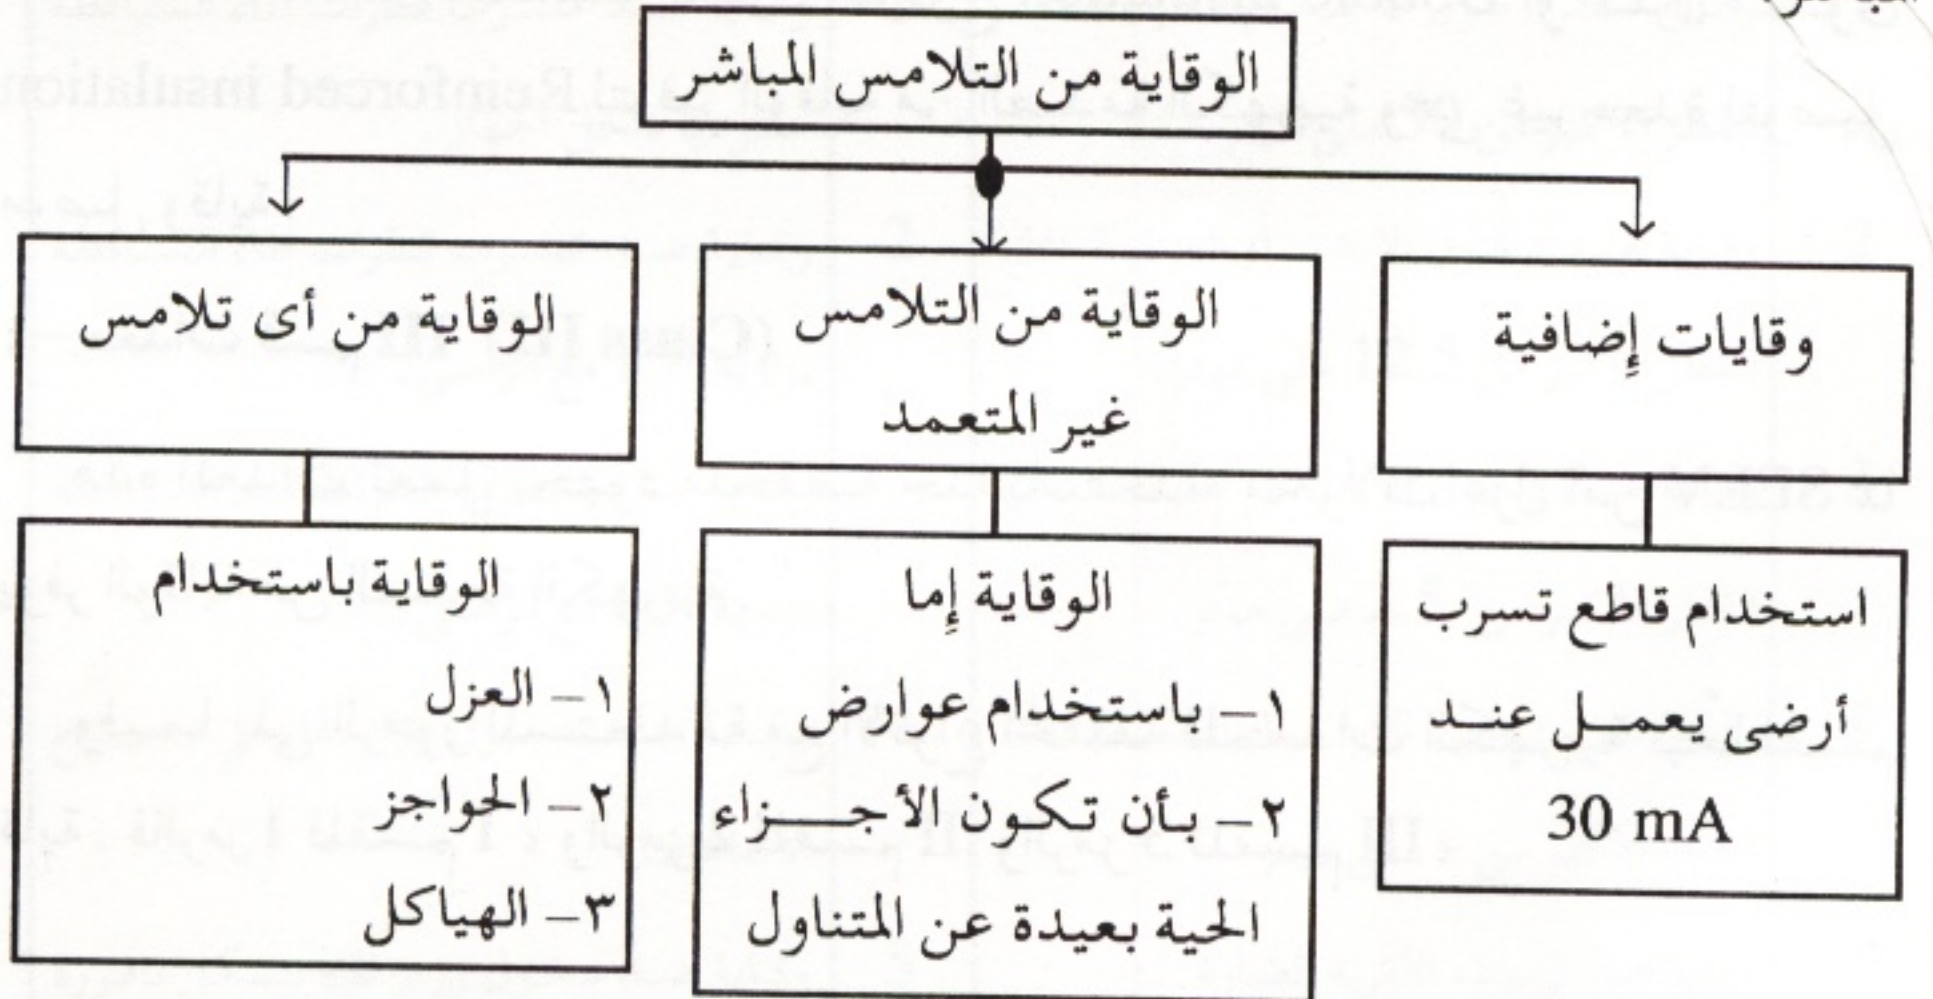 الوقاية من التلامس المباشر
وقايات إِضافية
الوقاية من التلامس
غير المتعمد
الوقاية من أى تلامس
استخدام قاطع تسرب
أرضى يعمل عند
30 mA
الوقاية إِما
١– باستخدام عوارض
٢– بأن تكون الأجزاء
الحية بعيدة عن المتناول
الوقاية باستخدام
١– العزل
٢– الحواجز
٣– الهياكل